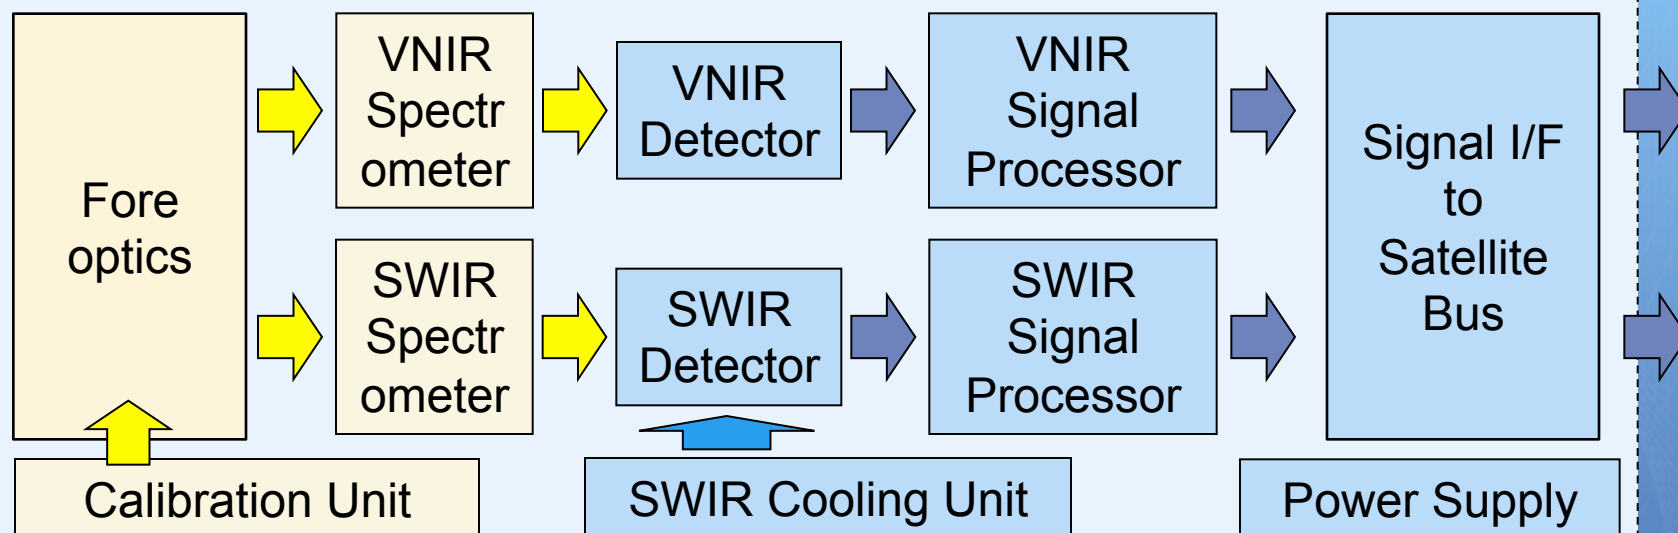 Fore
optics
VNIR
Spectr
ometer
VNIR
Detector
VNIR
Signal
Processor
Signal I/F
to
Satellite
Bus
SWIR
Spectr
ometer
SWIR
Detector
SWIR
Signal
Processor
Calibration Unit
SWIR Cooling Unit
Power Supply